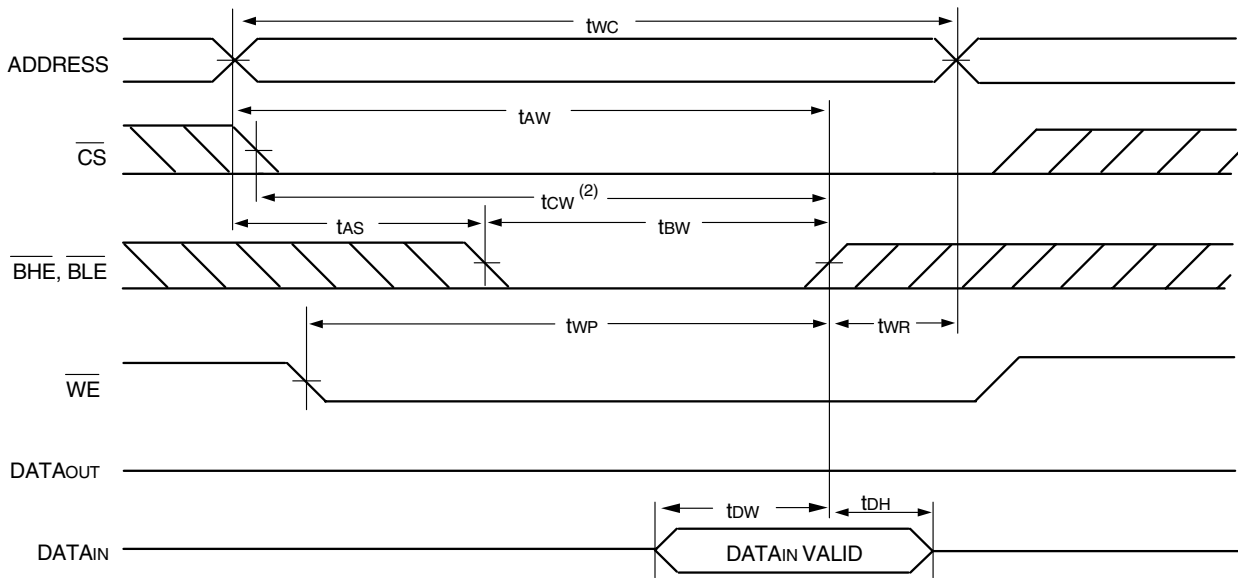 tWC
ADDRESS
tAW
CS
tCW (2)
tAS
tBW
BHE, BLE
tWP
tWR
WE
DATAOUT
tDW
tDH
DATAIN
DATAIN VALID